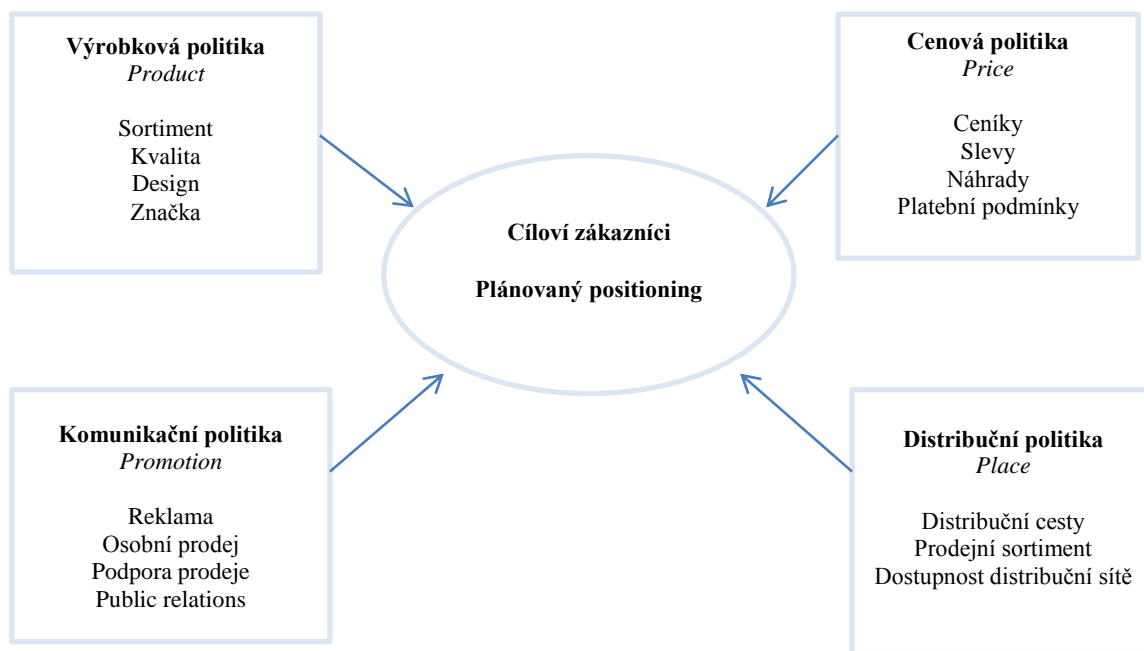 Výrobková politika
Product
Sortiment
Kvalita
Design
Značka
Cenová politika
Price
Ceníky
Slevy
Náhrady
Platební podmínky
Cíloví zákazníci
Plánovaný positioning
Komunikační politika
Promotion
Reklama
Osobní prodej
Podpora prodeje
Public relations
Distribuční politika
Place
Distribuční cesty
Prodejní sortiment
Dostupnost distribuční sítě